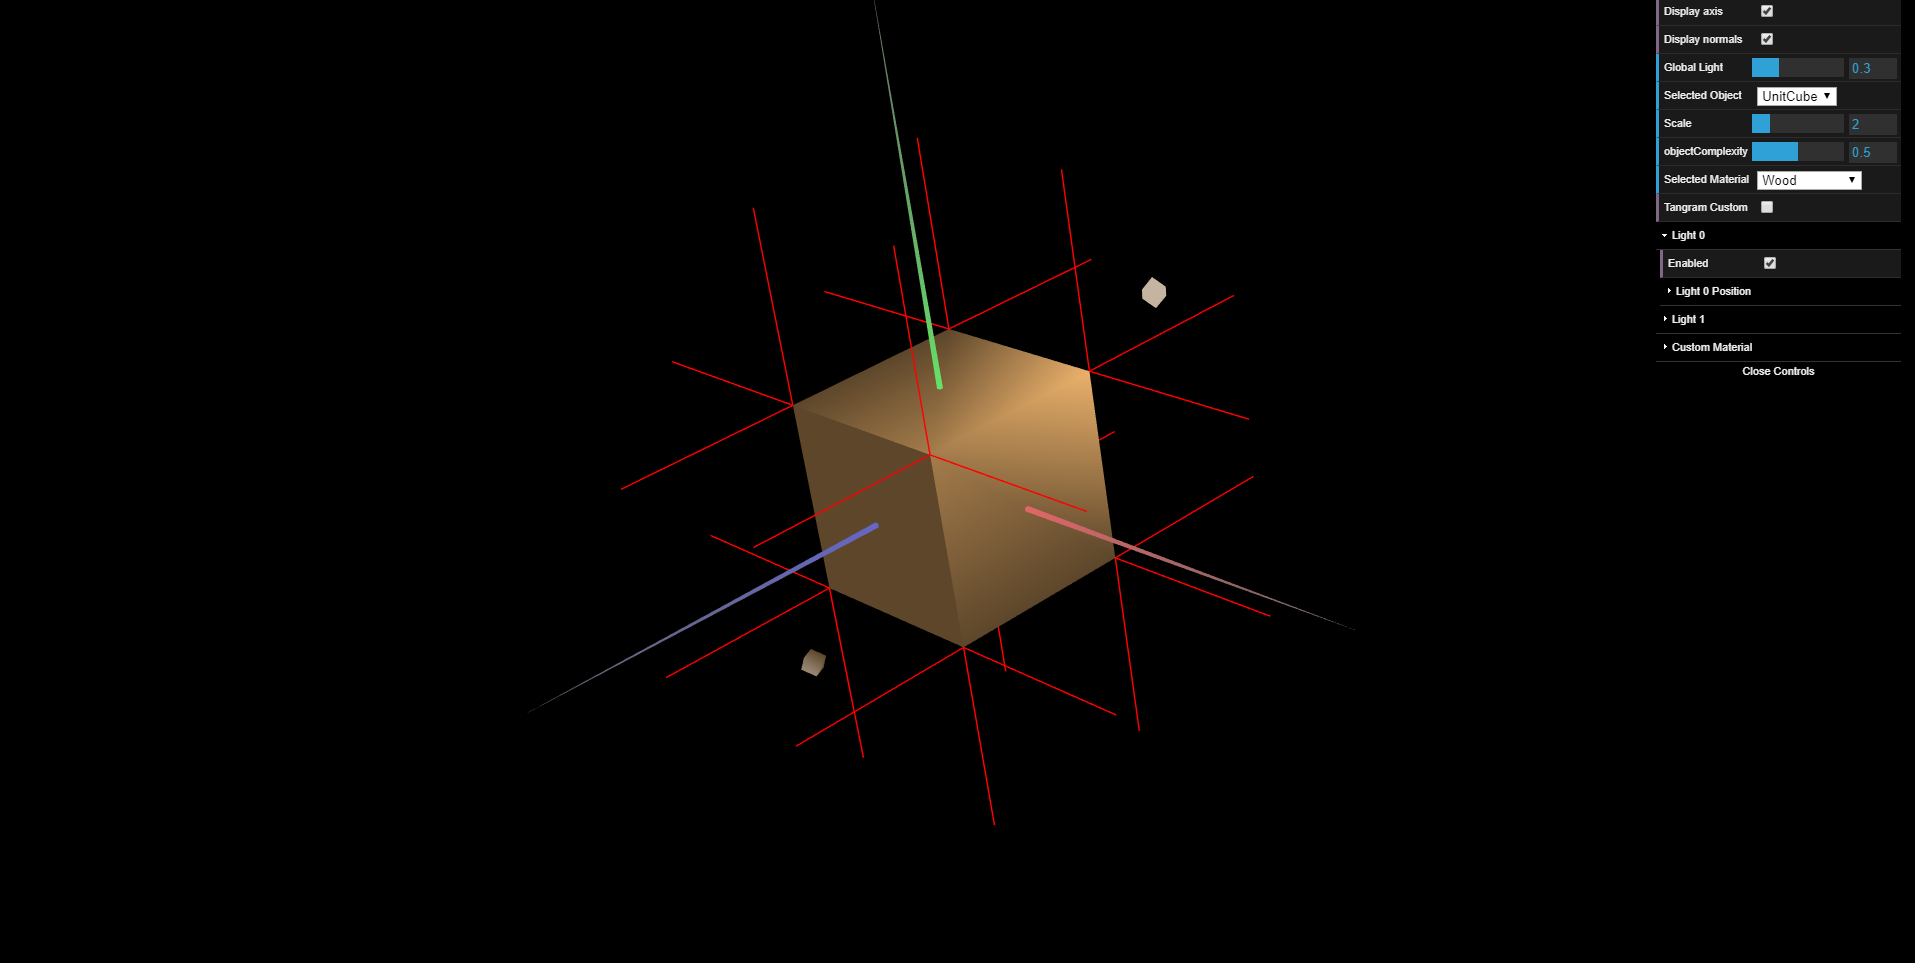 Display axis
Display normals
Global Light 0.3
Selected Object UnitCube
Scale 2
objectComplexity 0.5
Selected Material Wood
Tangram Custom
Light 0
Enabled
Light 0 Position
Light 1
Custom Material
Close Controls